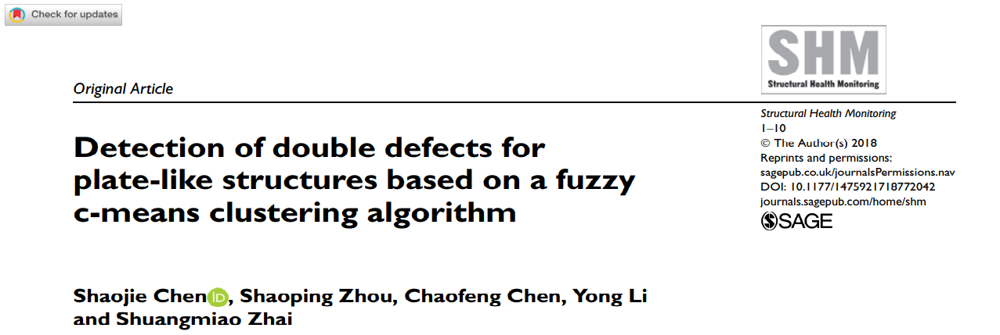 Check for updates
SHM
Structural Health Monitoring
Original Article
Structural Health Monitoring
1–10
© The Author(s) 2018
Reprints and permissions:
sagepub.co.uk/journalsPermissions.nav
DOI: 10.1177/1475921718772042
journals.sagepub.com/home/shm
SAGE
Detection of double defects for
plate-like structures based on a fuzzy
c-means clustering algorithm
Shaojie Chen iD, Shaoping Zhou, Chaofeng Chen, Yong Li
and Shuangmiao Zhai